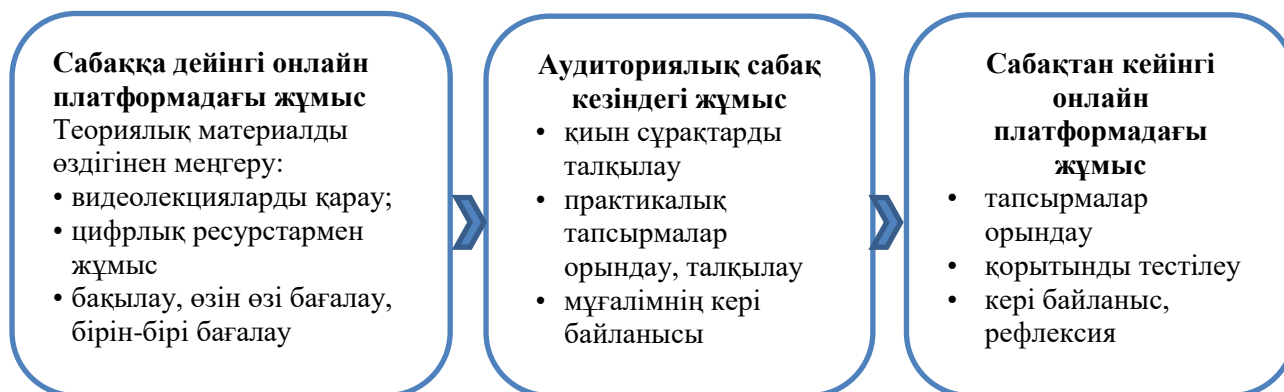 Сабаққа дейінгі онлайн
платформадағы жұмыс
Теориялық материалды
өздігінен меңгеру:
• видеолекцияларды қарау;
• цифрлық ресурстармен
жұмыс
• бақылау, өзін өзі бағалау,
бірін-бірі бағалау
Аудиториялық сабақ
кезіндегі жұмыс
• қиын сұрақтарды
талқылау
• практикалық
тапсырмалар
орындау, талқылау
• мұғалімнің кері
байланысы
Сабақтан кейінгі
онлайн
платформадағы
жұмыс
• тапсырмалар
орындау
• қорытынды тестілеу
• кері байланыс,
рефлексия